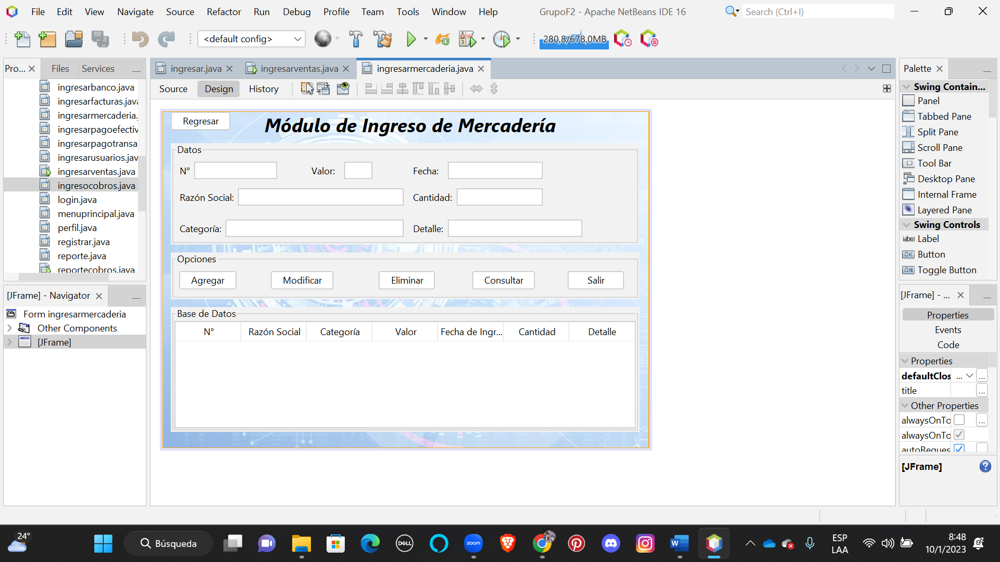 File Edit View Navigate Source Refactor Run Debug Profile Team Tools Window Help GrupoF2 - Apache NetBeans IDE 16 Search (Ctrl+I)
<default config> 280,8/678,0MB
Pro... Files Services
ingresarbanco.java
ingresarfacturas.java
ingresarmercaderia.
ingresarpagoefectiv
ingresarpagotransa
ingresarusuarios.jav
ingresarventas.java
ingresocobros.java
login.java
menuprincipal.java
perfil.java
registrar.java
reporte.java
reportecobros.java
[JFrame] - Navigator
Form ingresarmercaderia
Other Components
[JFrame]
ingresar.java ingresarventas.java ingresarmercaderia.java
Source Design History
Regresar Módulo de Ingreso de Mercadería
Datos
N° Valor: Fecha:
Razón Social: Cantidad:
Categoría: Detalle:
Opciones
Agregar Modificar Eliminar Consultar Salir
Base de Datos
N° Razón Social Categoría Valor Fecha de Ingr... Cantidad Detalle
Palette
Swing Contain...
Panel
Tabbed Pane
Split Pane
Scroll Pane
Tool Bar
Desktop Pane
Internal Frame
Layered Pane
Swing Controls
label Label
OK Button
ON Toggle Button
[JFrame] - ...
Properties
Events
Code
Properties
defaultClos ... ...
title ...
Other Properties
alwaysOnTo ...
alwaysOnTo
autoReques
[JFrame]
24°
Búsqueda
DELL
zoom
W
ESP
LAA
8:48
10/1/2023